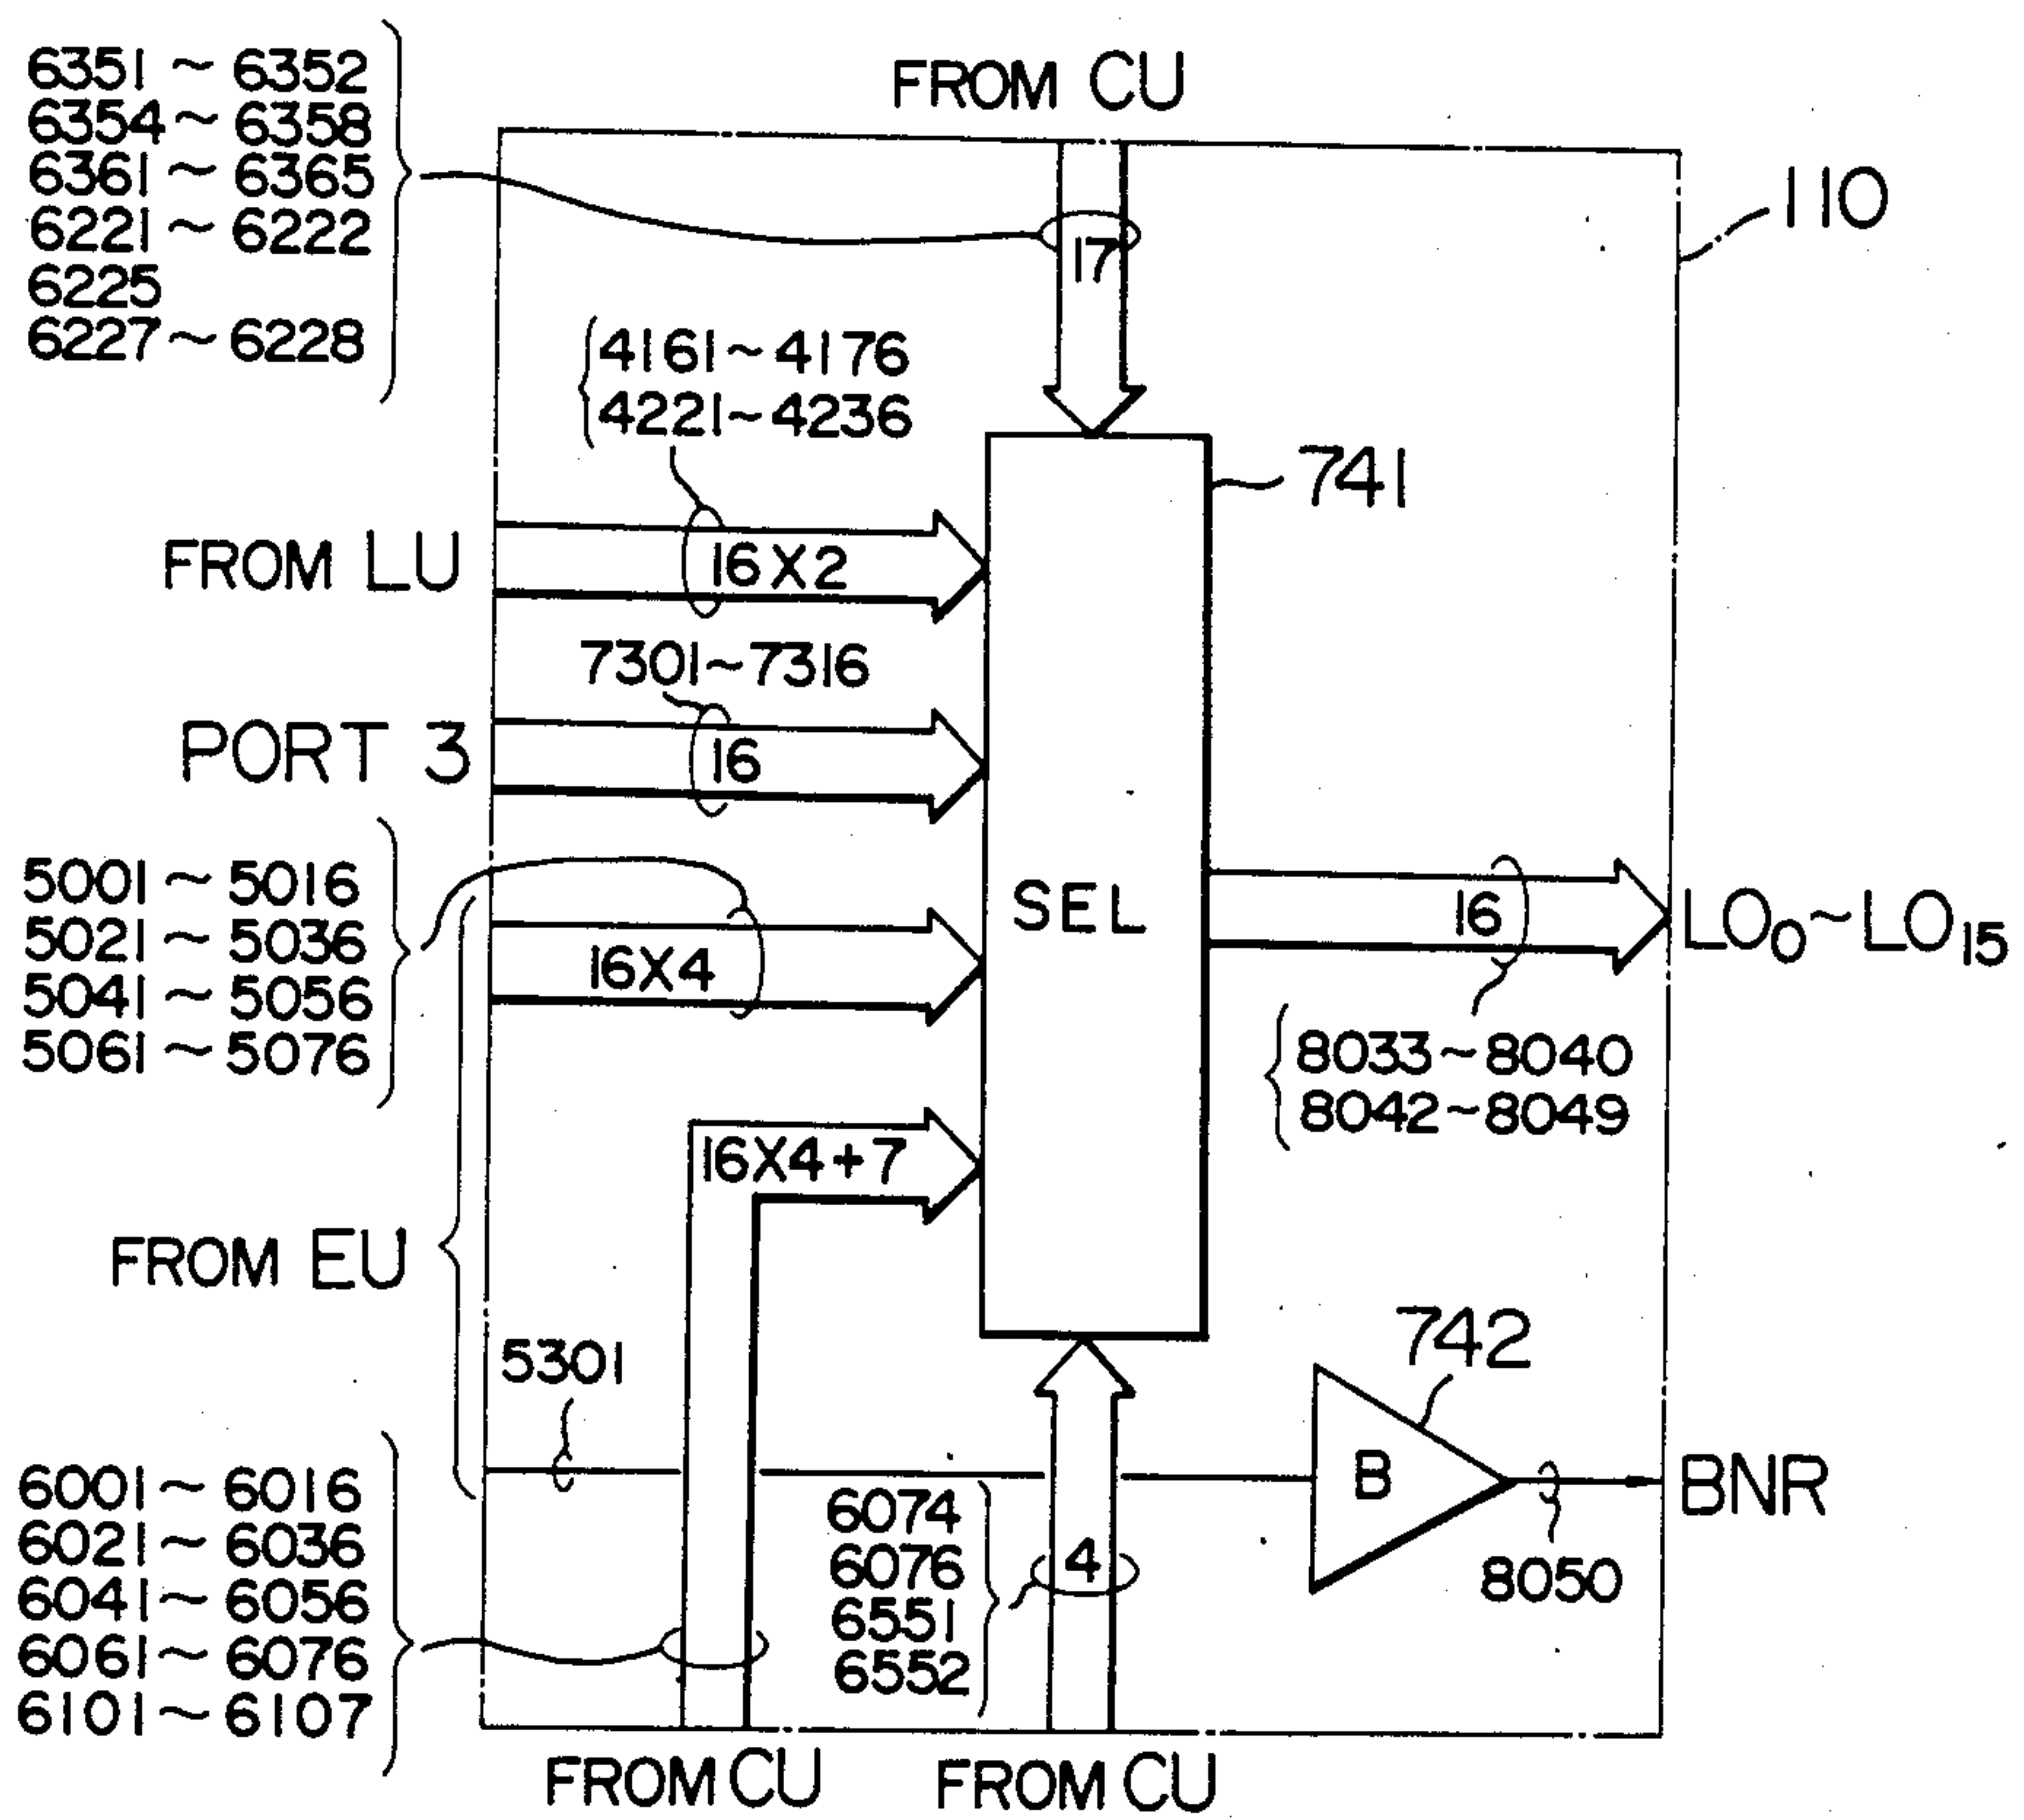 6351 ~ 6352
6354 ~ 6358
6361 ~ 6365
6221 ~ 6222
6225
6227 ~ 6228
FROM CU
110
17
4161 ~ 4176
4221 ~ 4236
741
FROM LU
16X2
7301 ~ 7316
PORT 3
16
5001 ~ 5016
5021 ~ 5036
5041 ~ 5056
5061 ~ 5076
16X4
SEL
16
LO0 ~ LO15
8033 ~ 8040
8042 ~ 8049
16X4+7
FROM EU
5301
742
B
BNR
8050
6001 ~ 6016
6021 ~ 6036
6041 ~ 6056
6061 ~ 6076
6101 ~ 6107
6074
6076
6551
6552
4
FROM CU
FROM CU